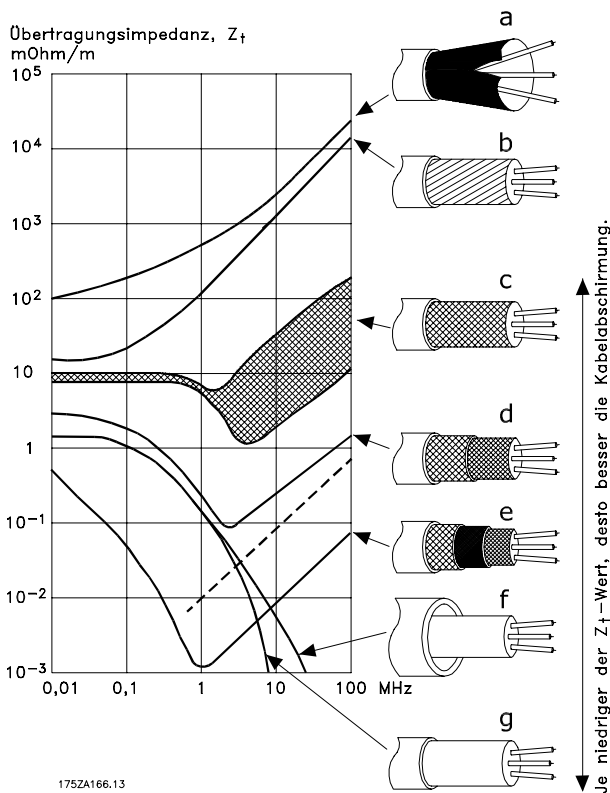 Übertragungsimpedanz, Zt
mOhm/m
10⁵
10⁴
10³
10²
10
1
10⁻¹
10⁻²
10⁻³
0,01 0,1 1 10 100 MHz
a
b
c
d
e
f
g
Je niedriger der Zt–Wert, desto besser die Kabelabschirmung.
175ZA166.13